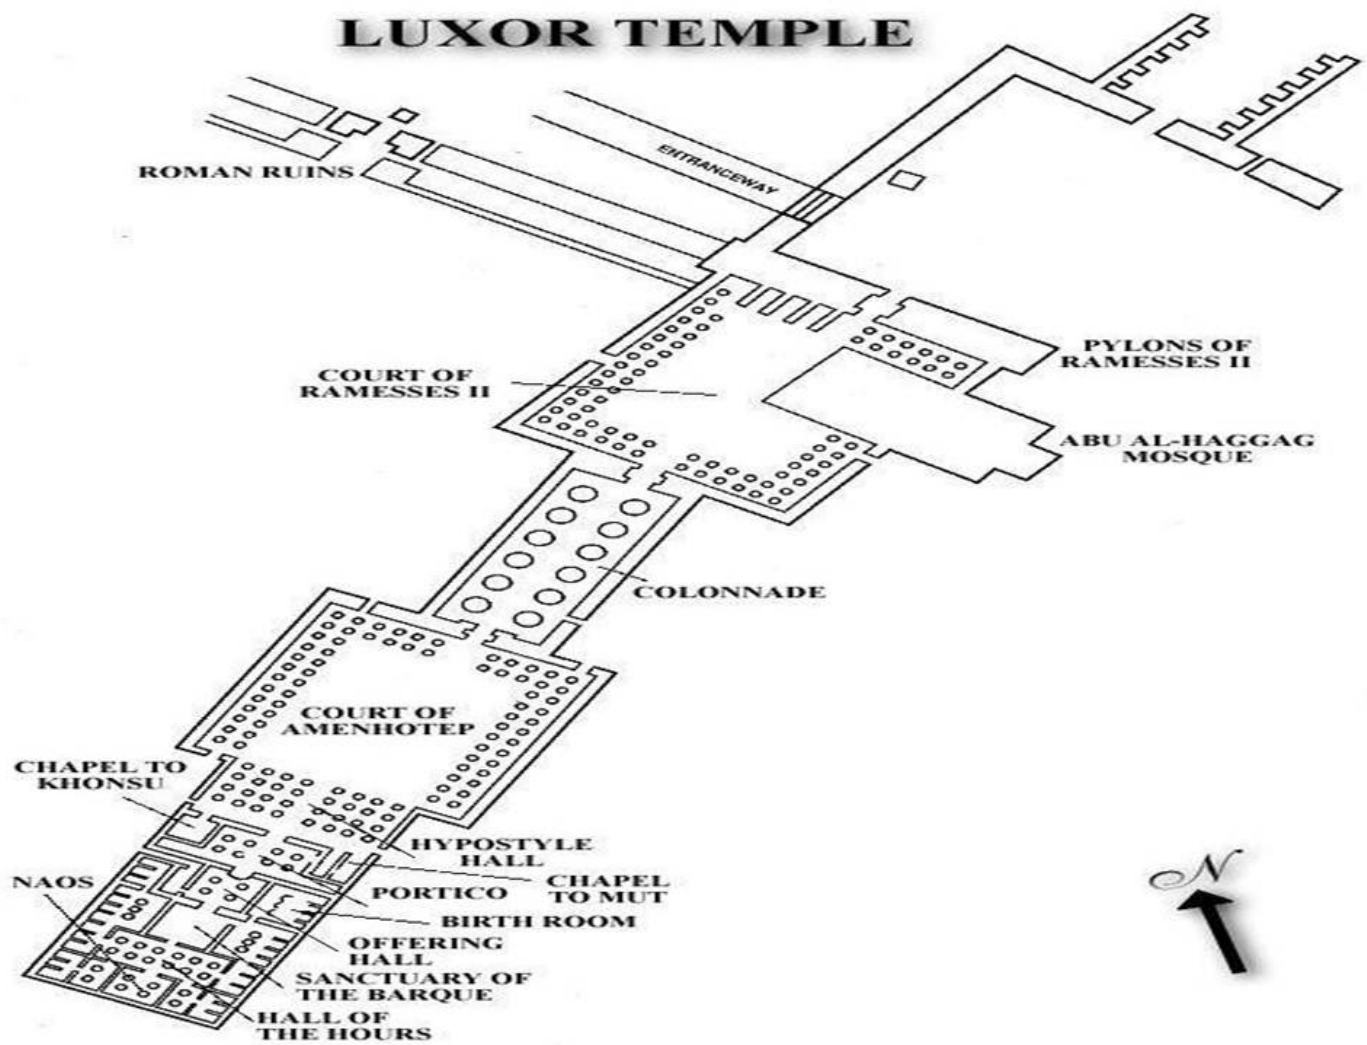 LUXOR TEMPLE
ENTRANCEWAY
ROMAN RUINS
PYLONS OF
RAMESSES II
COURT OF
RAMESSES II
ABU AL-HAGGAG
MOSQUE
COLONNADE
COURT OF
AMENHOTEP
CHAPEL TO
KHONSU
HYPOSTYLE
HALL
NAOS
PORTICO
CHAPEL
TO MUT
BIRTH ROOM
OFFERING
HALL
SANCTUARY OF
THE BARQUE
HALL OF
THE HOURS
N